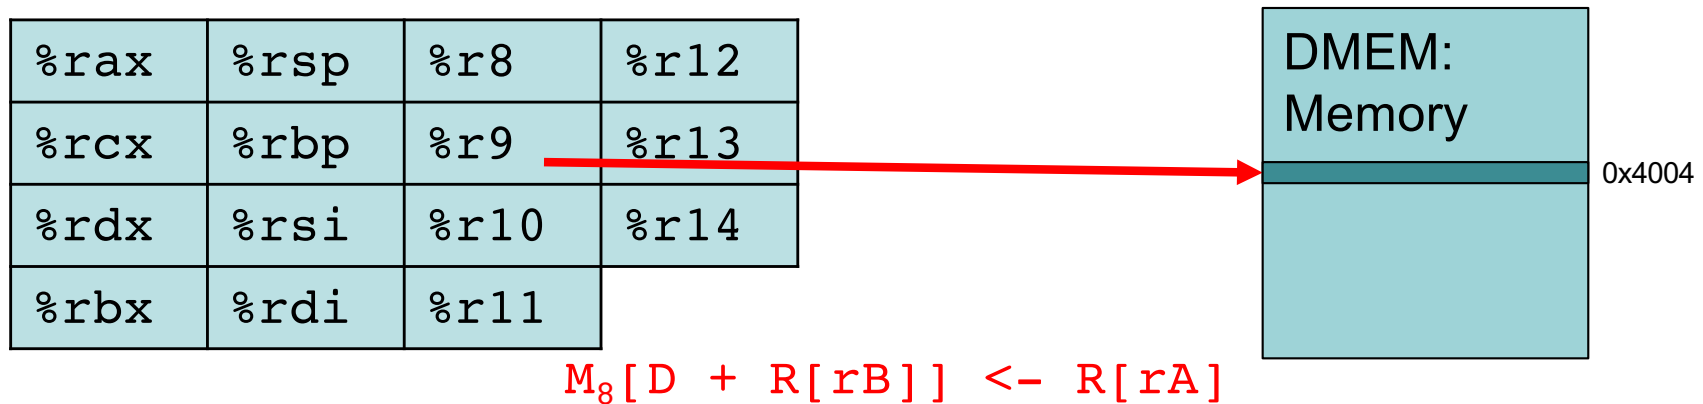 %rax %rsp %r8 %r12
%rcx %rbp %r9 %r13
%rdx %rsi %r10 %r14
%rbx %rdi %r11
DMEM:
Memory
0x4004
M₈[D + R[rB]] <- R[rA]